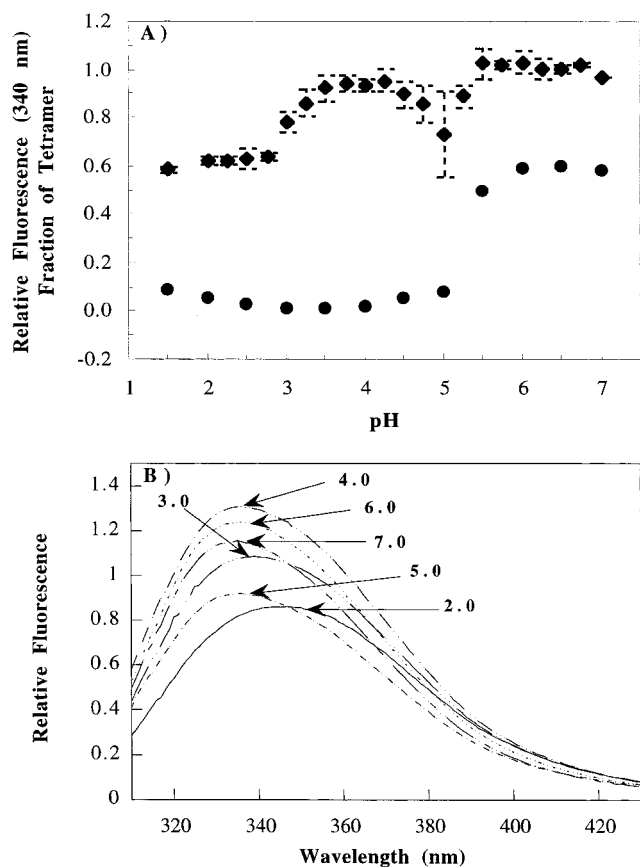 A)
Relative Fluorescence (340 nm)
Fraction of Tetramer
1.2
1.0
0.8
0.6
0.4
0.2
0.0
-0.2
1 2 3 4 5 6 7
pH
B)
Relative Fluorescence
1.4
1.2
1
0.8
0.6
0.4
0.2
0
4.0
3.0
6.0
7.0
5.0
2.0
320 340 360 380 400 420
Wavelength (nm)